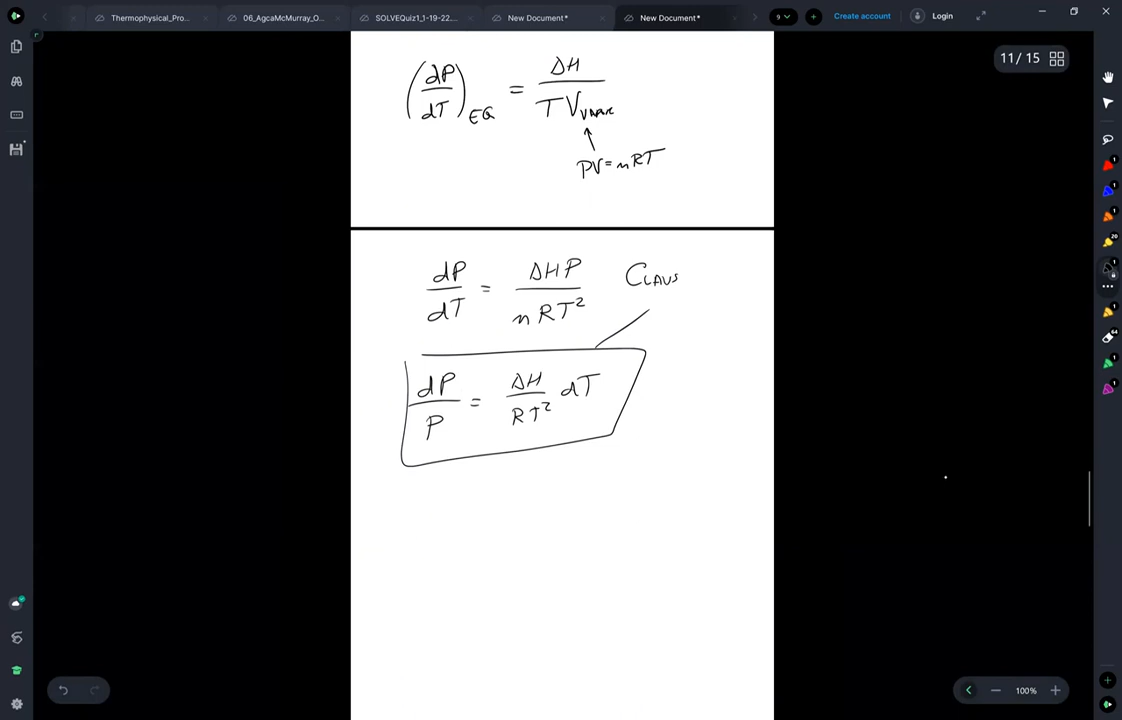 Thermophysical_Pro...
06_AgcaMcMurray_O...
SOLVEQuiz1_1-19-22....
New Document*
New Document*
9
Create account
Login
11 / 15
(dP/dT)EQ = ΔH / T V
PV = nRT
dP/dT = ΔHP / nRT²
CLAUS
dP/P = ΔH/RT² dT
100%